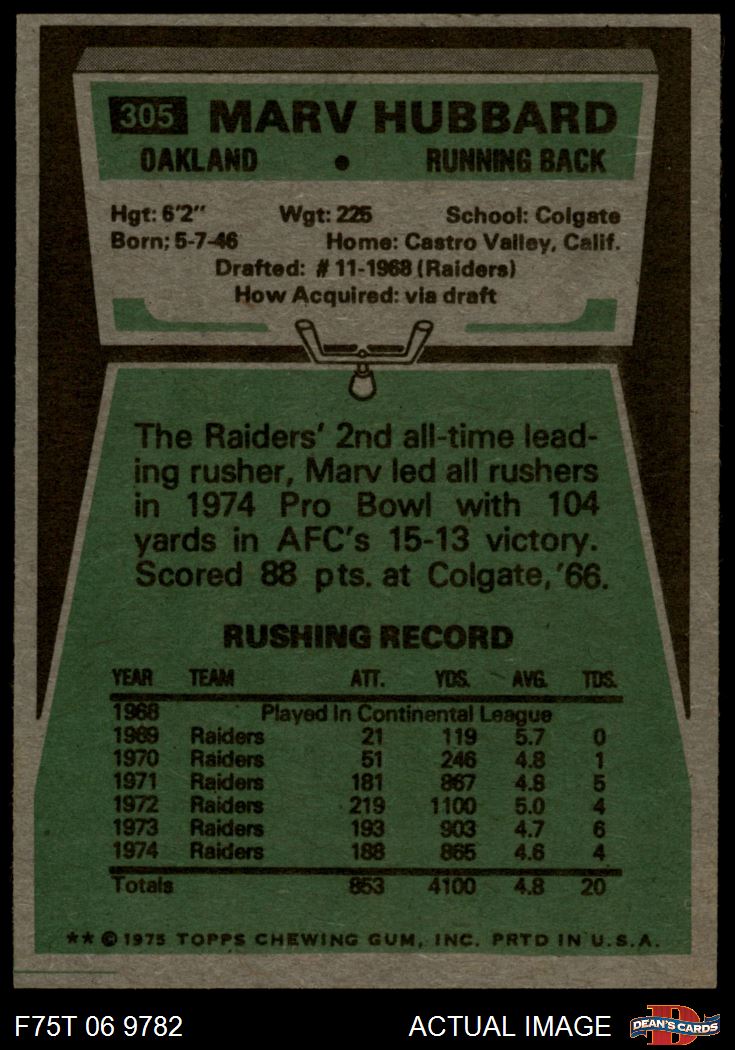 305 MARV HUBBARD
OAKLAND • RUNNING BACK
Hgt: 6'2" Wgt: 225 School: Colgate
Born; 5-7-46 Home: Castro Valley, Calif.
Drafted: #11-1968 (Raiders)
How Acquired: via draft
The Raiders' 2nd all-time lead-
ing rusher, Marv led all rushers
in 1974 Pro Bowl with 104
yards in AFC's 15-13 victory.
Scored 88 pts. at Colgate, '66.
RUSHING RECORD
YEAR TEAM ATT. YDS. AVG. TDS.
1968 Played In Continental League
1969 Raiders 21 119 5.7 0
1970 Raiders 51 246 4.8 1
1971 Raiders 181 867 4.8 5
1972 Raiders 219 1100 5.0 4
1973 Raiders 193 903 4.7 6
1974 Raiders 188 865 4.6 4
Totals 853 4100 4.8 20
** © 1975 TOPPS CHEWING GUM, INC. PRTD IN U.S.A.
F75T 06 9782 ACTUAL IMAGE D DEAN'S CARDS